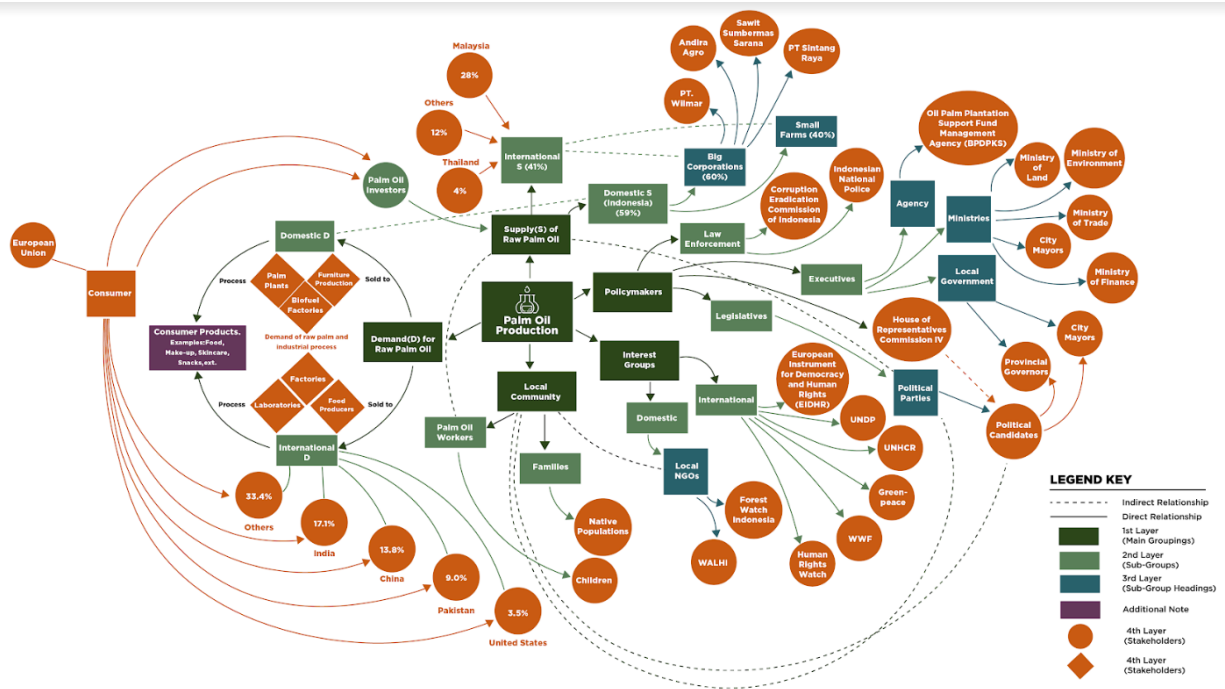 Malaysia
28%
Others
12%
Thailand
4%
International
S (41%)
Palm Oil
Investors
Andira
Agro
Sawit
Sumbermas
Sarana
PT Sintang
Raya
PT.
Wilmar
Small
Farms (40%)
Big
Corporations
(60%)
Domestic S
(Indonesia)
(59%)
Supply(S) of
Raw Palm Oil
Law
Enforcement
Corruption
Eradication
Commission
of Indonesia
Indonesian
National
Police
Oil Palm Plantation
Support Fund
Management
Agency (BPDPKS)
Agency
Ministries
Ministry
of Land
Ministry of
Environment
Ministry
of Trade
City
Mayors
Ministry
of Finance
Local
Government
Executives
Policymakers
Legislatives
House of
Representatives
Commission IV
City
Mayors
Provincial
Governors
Political
Parties
Political
Candidates
European
Union
Consumer
Domestic D
Process
Palm
Plants
Furniture
Production
Biofuel
Factories
Sold to
Consumer Products.
Examples:Food,
Make-up, Skincare,
Snacks,ext.
Demand of raw palm and
industrial process
Demand(D) for
Raw Palm Oil
Palm Oil
Production
Factories
Laboratories
Food
Producers
Process
Sold to
International
D
33.4%
Others
17.1%
India
13.8%
China
9.0%
Pakistan
3.5%
United States
Local
Community
Palm Oil
Workers
Families
Native
Populations
Children
Interest
Groups
Domestic
International
Local
NGOs
Forest
Watch
Indonesia
WALHI
European
Instrument
for Democracy
and Human
Rights
(EIDHR)
UNDP
UNHCR
Green-
peace
WWF
Human
Rights
Watch
LEGEND KEY
Indirect Relationship
Direct Relationship
1st Layer
(Main Groupings)
2nd Layer
(Sub-Groups)
3rd Layer
(Sub-Group Headings)
Additional Note
4th Layer
(Stakeholders)
4th Layer
(Stakeholders)